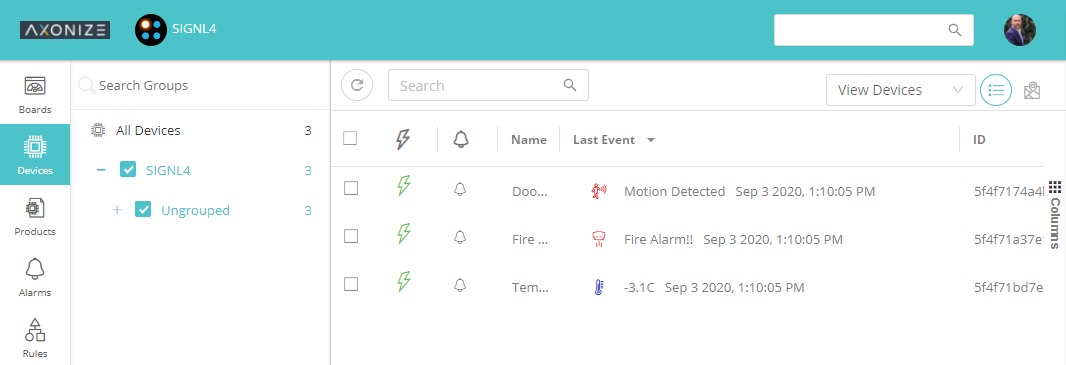 AXONIZE
SIGNL4
Boards
Devices
Products
Alarms
Rules
Search Groups
All Devices 3
SIGNL4 3
Ungrouped 3
Search
View Devices
Name Last Event ID
Doo... Motion Detected Sep 3 2020, 1:10:05 PM 5f4f7174a4
Fire ... Fire Alarm!! Sep 3 2020, 1:10:05 PM 5f4f71a37e
Tem... -3.1C Sep 3 2020, 1:10:05 PM 5f4f71bd7e
Columns